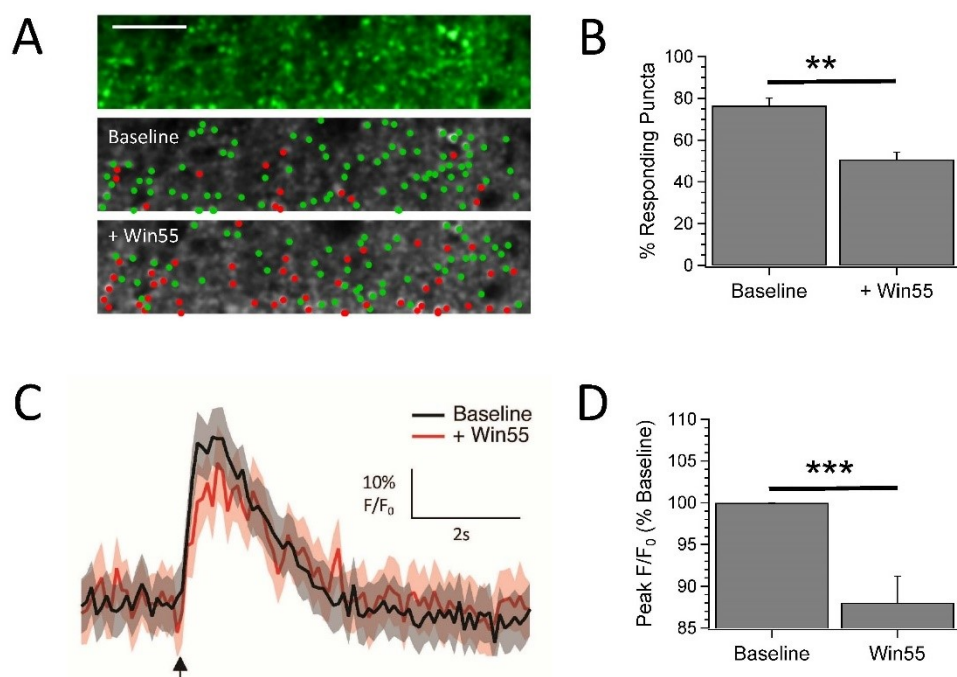 A
Baseline
+ Win55
B
**
% Responding Puncta
100
80
60
40
20
0
Baseline
+ Win55
C
Baseline
+ Win55
10%
F/F₀
2s
D
***
Peak F/F₀ (% Baseline)
110
105
100
95
90
85
Baseline
Win55